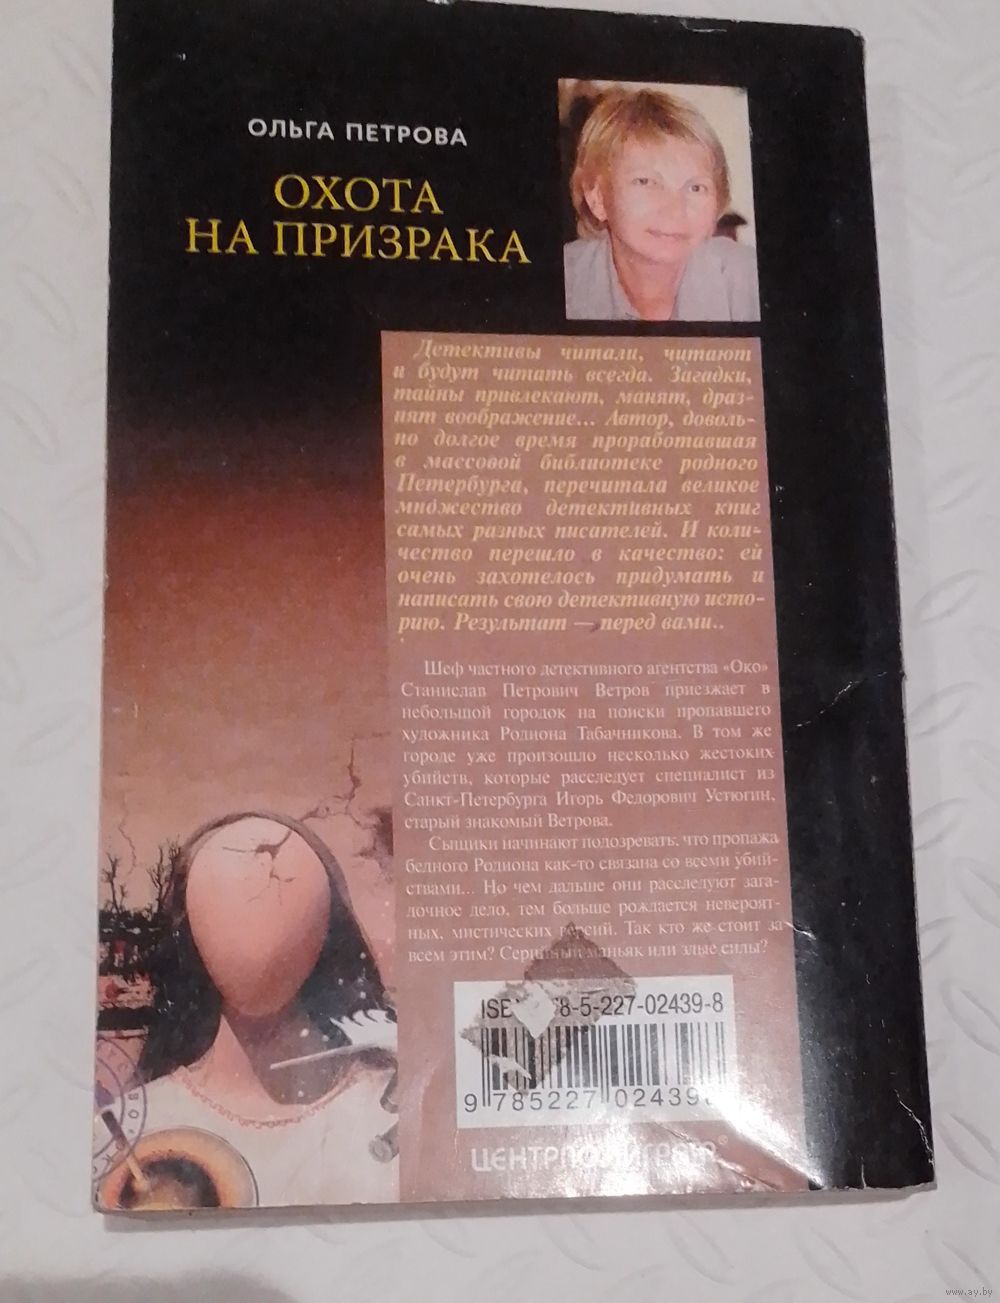 ОЛЬГА ПЕТРОВА
ОХОТА
НА ПРИЗРАКА
Детективы читали, читают
и будут читать всегда. Загадки,
тайны привлекают, манят, драз-
нят воображение... Автор, доволь-
но долгое время проработавшая
в массовой библиотеке родного
Петербурга, перечитала великое
множество детективных книг
самых разных писателей. И коли-
чество перешло в качество: ей
очень захотелось придумать и
написать свою детективную исто-
рию. Результат — перед вами..
Шеф частного детективного агентства «Око»
Станислав Петрович Ветров приезжает в
небольшой городок на поиски пропавшего
художника Родиона Табачникова. В том же
городе уже произошло несколько жестоких
убийств, которые расследует специалист из
Санкт-Петербурга Игорь Федорович Устюгин,
старый знакомый Ветрова.
Сыщики начинают подозревать, что пропажа
бедного Родиона как-то связана со всеми убий-
ствами... Но чем дальше они расследуют зага-
дочное дело, тем больше рождается невероят-
ных, мистических версий. Так кто же стоит за
всем этим? Серийный маньяк или злые силы?
8-5-227-02439-8
9 785227 02439
ЦЕНТРПОЛИГРАФ®
www.ay.by